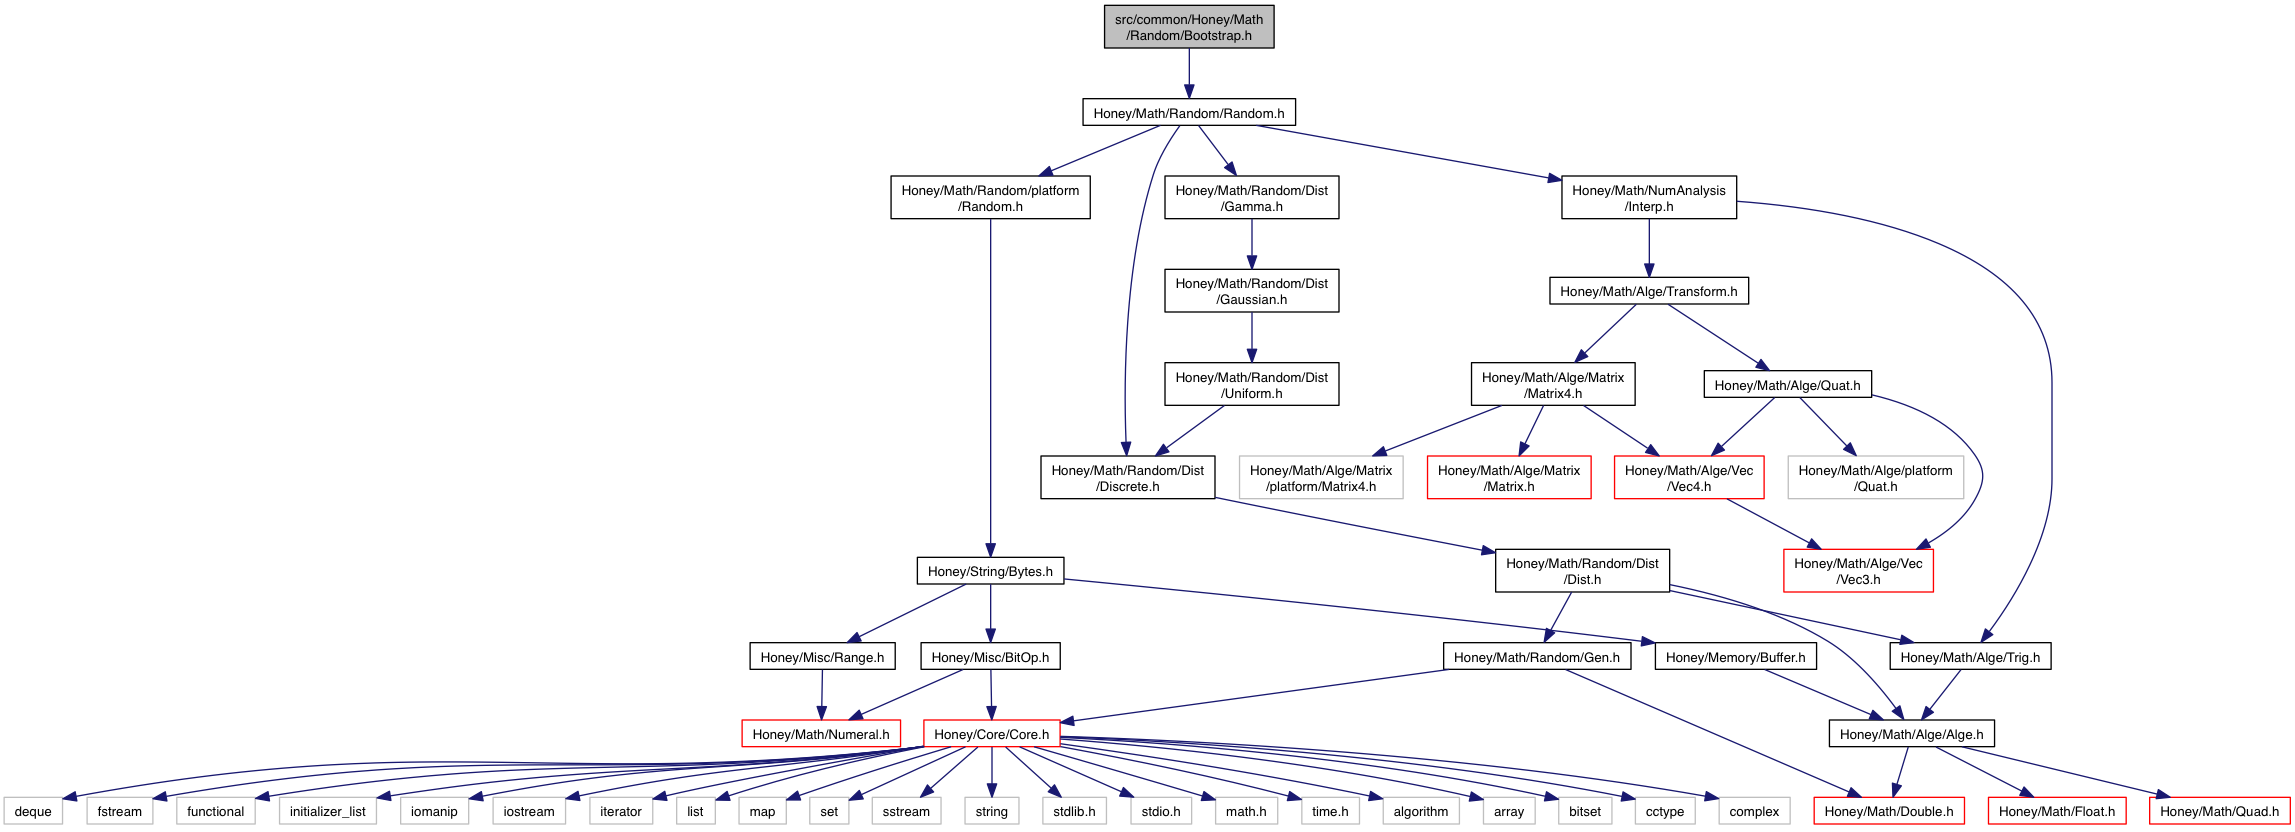 src/common/Honey/Math
/Random/Bootstrap.h
Honey/Math/Random/Random.h
Honey/Math/Random/platform
/Random.h
Honey/Math/Random/Dist
/Gamma.h
Honey/Math/NumAnalysis
/Interp.h
Honey/Math/Random/Dist
/Gaussian.h
Honey/Math/Alge/Transform.h
Honey/Math/Random/Dist
/Uniform.h
Honey/Math/Alge/Matrix
/Matrix4.h
Honey/Math/Alge/Quat.h
Honey/Math/Random/Dist
/Discrete.h
Honey/Math/Alge/Matrix
/platform/Matrix4.h
Honey/Math/Alge/Matrix
/Matrix.h
Honey/Math/Alge/Vec
/Vec4.h
Honey/Math/Alge/platform
/Quat.h
Honey/String/Bytes.h
Honey/Math/Random/Dist
/Dist.h
Honey/Math/Alge/Vec
/Vec3.h
Honey/Misc/Range.h
Honey/Misc/BitOp.h
Honey/Math/Random/Gen.h
Honey/Memory/Buffer.h
Honey/Math/Alge/Trig.h
Honey/Math/Numeral.h
Honey/Core/Core.h
Honey/Math/Alge/Alge.h
deque
fstream
functional
initializer_list
iomanip
iostream
iterator
list
map
set
sstream
string
stdlib.h
stdio.h
math.h
time.h
algorithm
array
bitset
cctype
complex
Honey/Math/Double.h
Honey/Math/Float.h
Honey/Math/Quad.h